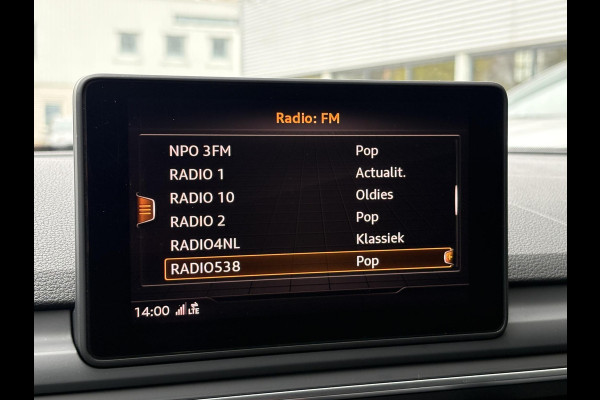 Radio: FM
NPO 3FM Pop
RADIO 1 Actualit.
RADIO 10 Oldies
RADIO 2 Pop
RADIO4NL Klassiek
RADIO538 Pop
14:00 LTE